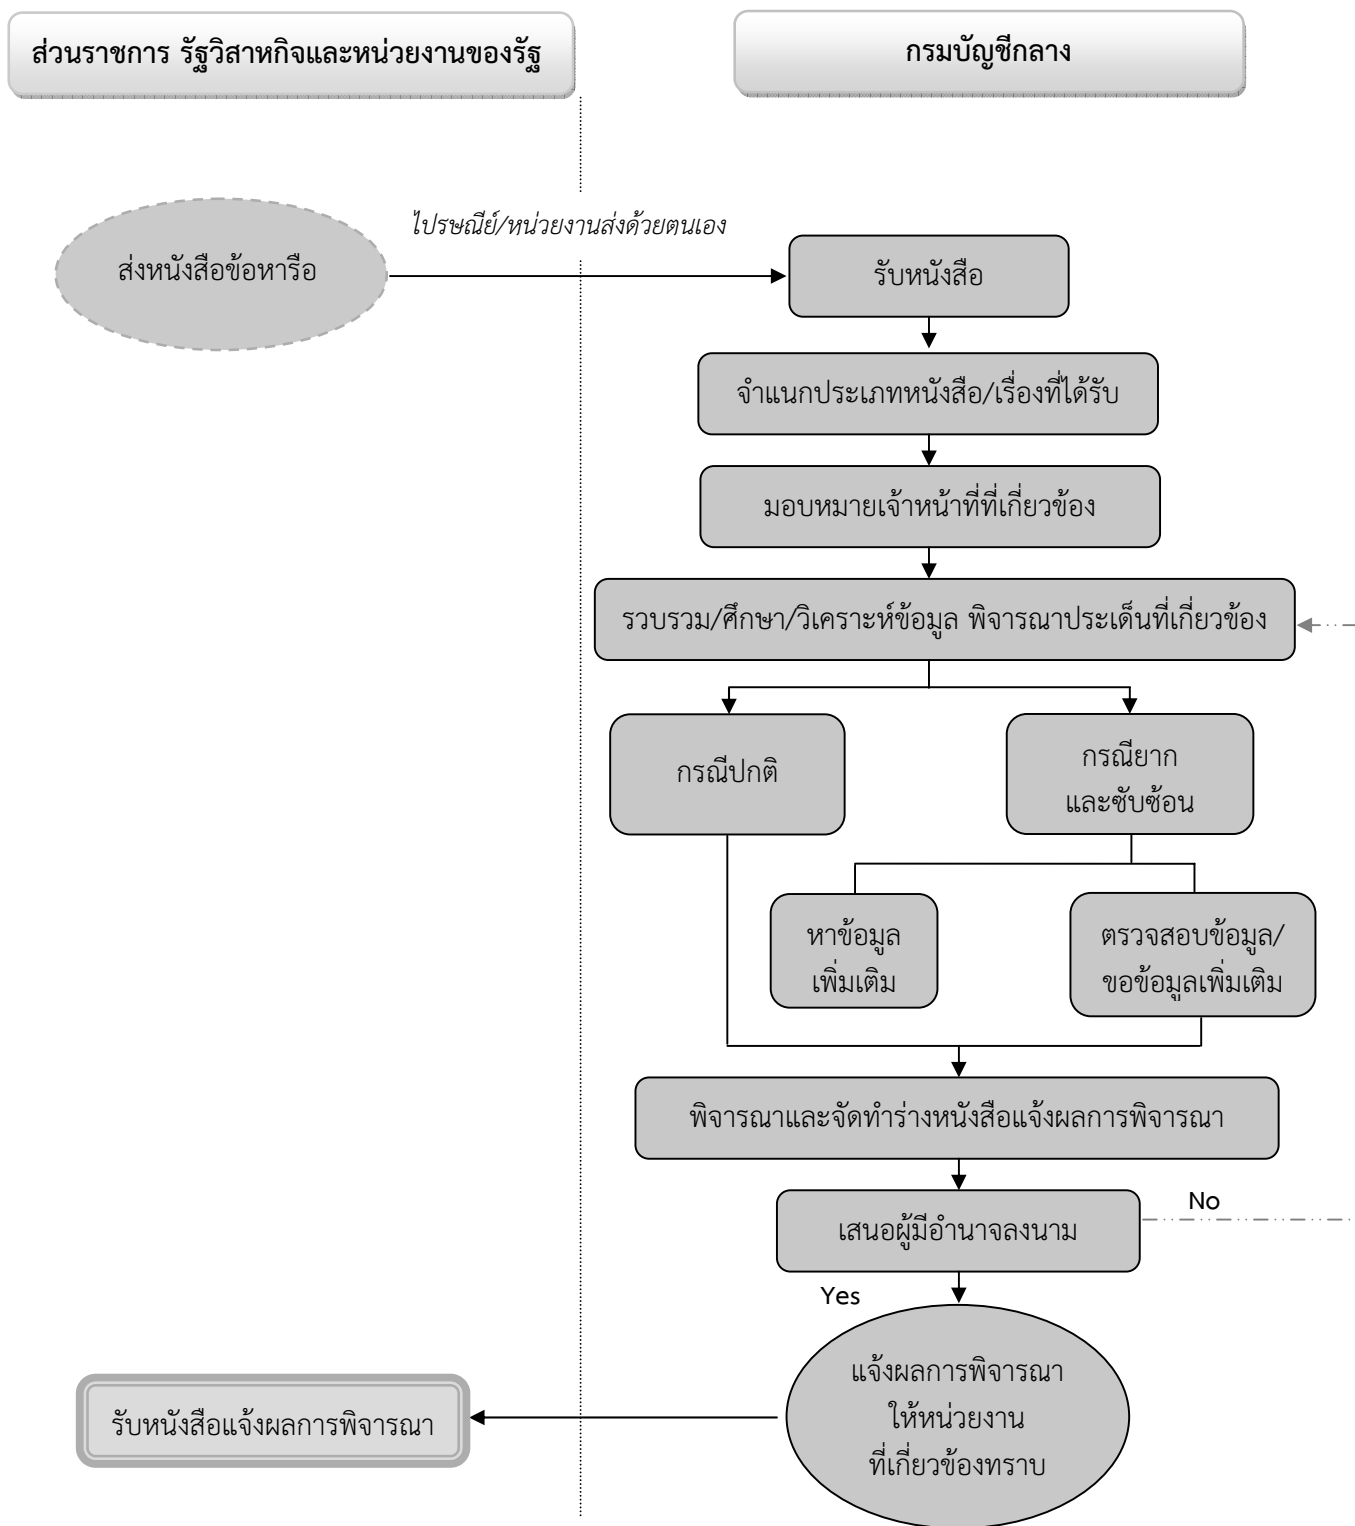 ส่วนราชการ รัฐวิสาหกิจและหน่วยงานของรัฐ
กรมบัญชีกลาง
ไปรษณีย์/หน่วยงานส่งด้วยตนเอง
ส่งหนังสือข้อหารือ
รับหนังสือ
จำแนกประเภทหนังสือ/เรื่องที่ได้รับ
มอบหมายเจ้าหน้าที่ที่เกี่ยวข้อง
รวบรวม/ศึกษา/วิเคราะห์ข้อมูล พิจารณาประเด็นที่เกี่ยวข้อง
กรณีปกติ
กรณียาก
และซับซ้อน
หาข้อมูล
เพิ่มเติม
ตรวจสอบข้อมูล/
ขอข้อมูลเพิ่มเติม
พิจารณาและจัดทำร่างหนังสือแจ้งผลการพิจารณา
เสนอผู้มีอำนาจลงนาม
No
Yes
แจ้งผลการพิจารณา
ให้หน่วยงาน
ที่เกี่ยวข้องทราบ
รับหนังสือแจ้งผลการพิจารณา